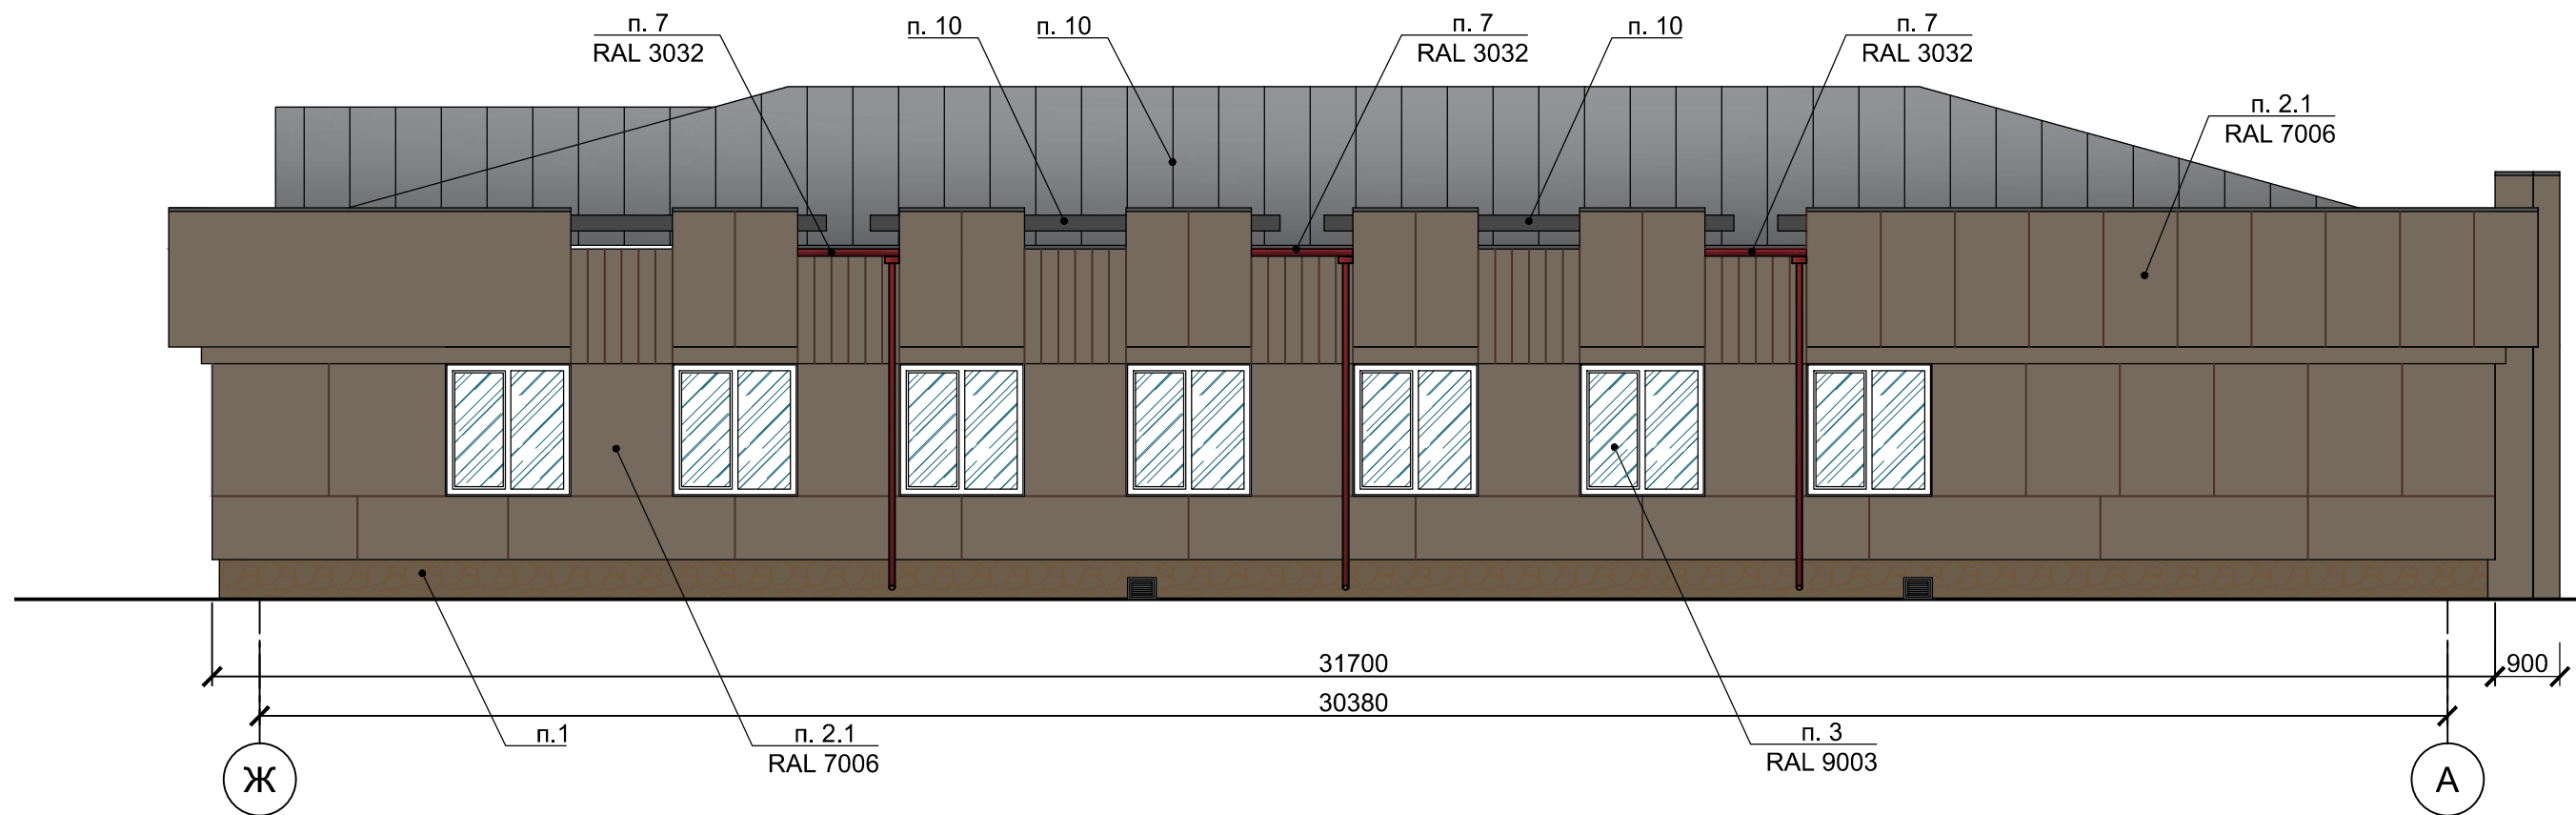 п. 7
RAL 3032
п. 10
п. 10
п. 7
RAL 3032
п. 10
п. 7
RAL 3032
п. 2.1
RAL 7006
31700
900
30380
п.1
п. 2.1
RAL 7006
п. 3
RAL 9003
Ж
А